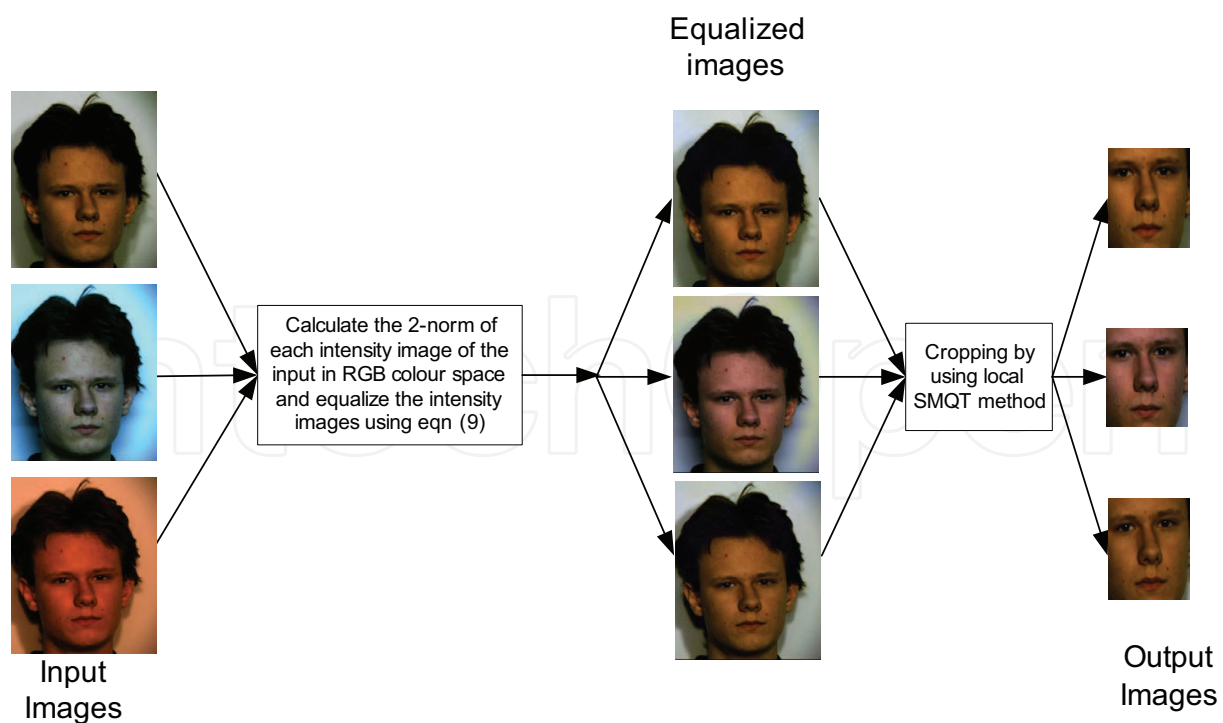 Equalized
images
Calculate the 2-norm of
each intensity image of the
input in RGB colour space
and equalize the intensity
images using eqn (9)
Cropping by
using local
SMQT method
Input
Images
Output
Images